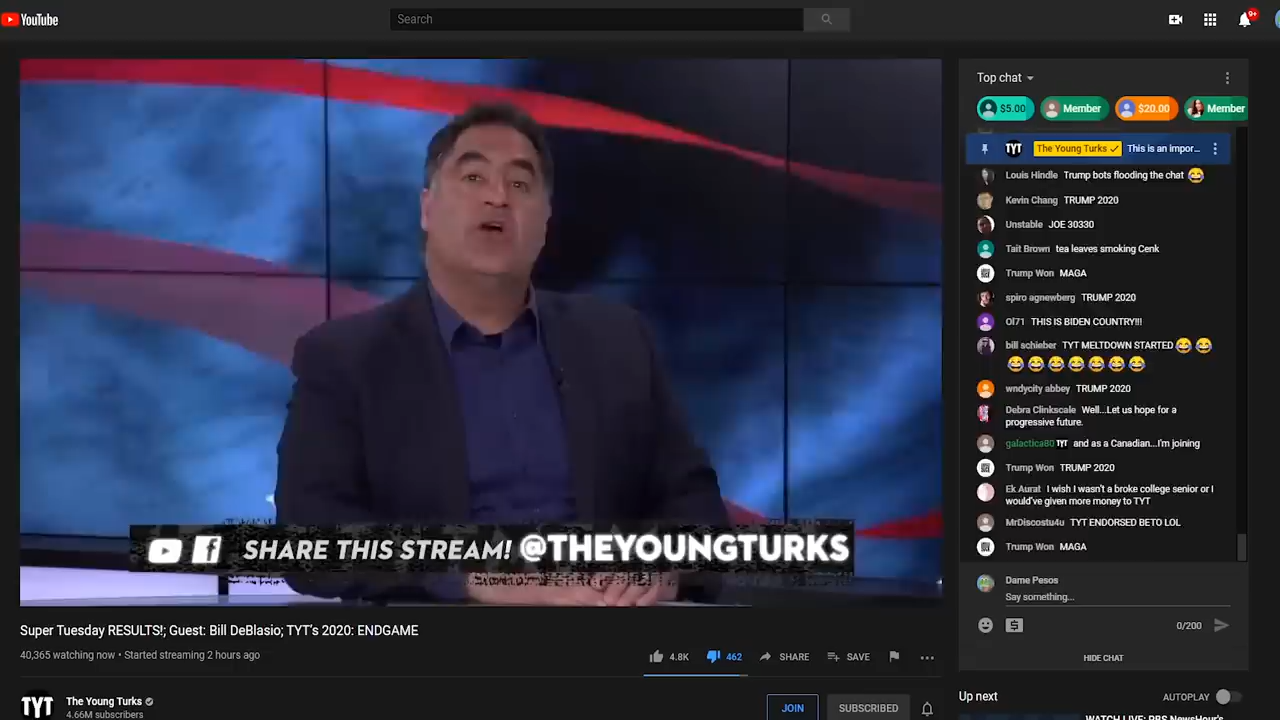 YouTube
Search
9+
Top chat
$5.00
Member
$20.00
Member
TYT The Young Turks This is an impor...
Louis Hindle Trump bots flooding the chat
Kevin Chang TRUMP 2020
Unstable JOE 30330
Tait Brown tea leaves smoking Cenk
Trump Won MAGA
spiro agnewberg TRUMP 2020
Ol71 THIS IS BIDEN COUNTRY!!!
bill schieber TYT MELTDOWN STARTED 😂😂
😂😂😂😂😂😂😂
wndycity abbey TRUMP 2020
Debra Clinkscale Well...Let us hope for a
progressive future.
galactica80 TYT and as a Canadian...I'm joining
Trump Won TRUMP 2020
Ek Aurat I wish I wasn't a broke college senior or I
would've given more money to TYT
MrDiscostu4u TYT ENDORSED BETO LOL
Trump Won MAGA
Dame Pesos
Say something...
0/200
HIDE CHAT
SHARE THIS STREAM! @THEYOUNGTURKS
Super Tuesday RESULTS!; Guest: Bill DeBlasio; TYT's 2020: ENDGAME
40,365 watching now • Started streaming 2 hours ago
4.8K
462
SHARE
SAVE
TYT
The Young Turks
4.66M subscribers
JOIN
SUBSCRIBED
Up next
AUTOPLAY
WATCH LIVE: PBS NewsHour's